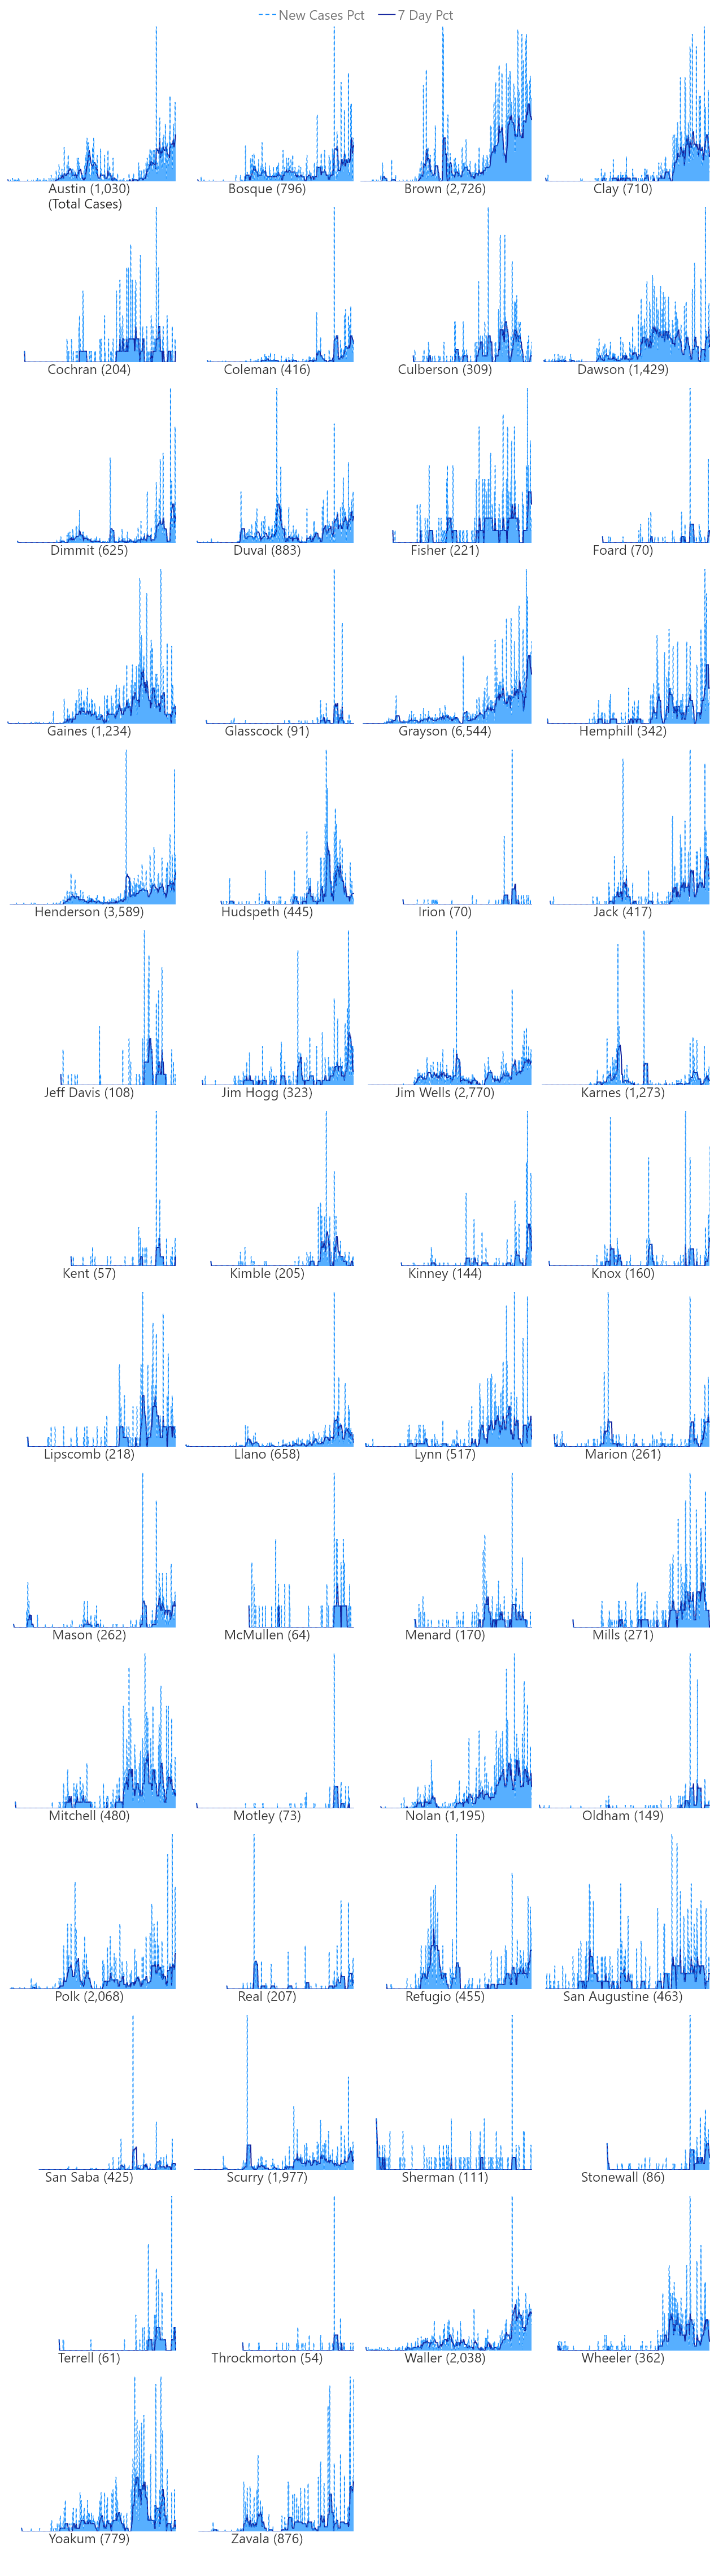 New Cases Pct 7 Day Pct
Austin (1,030) Bosque (796) Brown (2,726) Clay (710)
(Total Cases)
Cochran (204) Coleman (416) Culberson (309) Dawson (1,429)
Dimmit (625) Duval (883) Fisher (221) Foard (70)
Gaines (1,234) Glasscock (91) Grayson (6,544) Hemphill (342)
Henderson (3,589) Hudspeth (445) Irion (70) Jack (417)
Jeff Davis (108) Jim Hogg (323) Jim Wells (2,770) Karnes (1,273)
Kent (57) Kimble (205) Kinney (144) Knox (160)
Lipscomb (218) Llano (658) Lynn (517) Marion (261)
Mason (262) McMullen (64) Menard (170) Mills (271)
Mitchell (480) Motley (73) Nolan (1,195) Oldham (149)
Polk (2,068) Real (207) Refugio (455) San Augustine (463)
San Saba (425) Scurry (1,977) Sherman (111) Stonewall (86)
Terrell (61) Throckmorton (54) Waller (2,038) Wheeler (362)
Yoakum (779) Zavala (876)